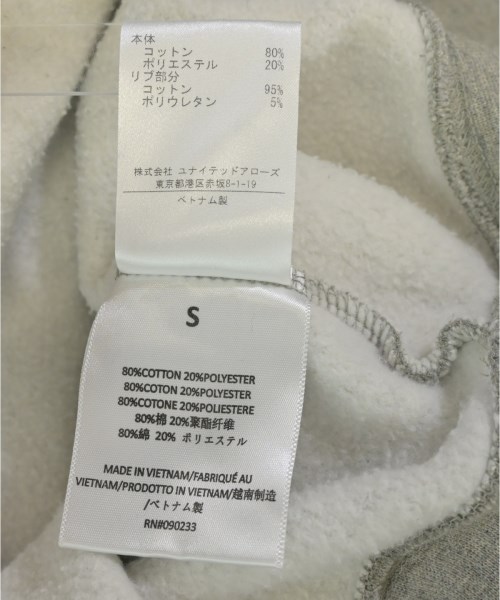 本体
コットン 80%
ポリエステル 20%
リブ部分
コットン 95%
ポリウレタン 5%
株式会社 ユナイテッドアローズ
東京都港区赤坂8-1-19
ベトナム製
S
80%COTTON 20%POLYESTER
80%COTON 20%POLYESTER
80%COTONE 20%POLIESTERE
80%棉 20%聚酯纤维
80%綿 20% ポリエステル
MADE IN VIETNAM/FABRIQUÉ AU
VIETNAM/PRODOTTO IN VIETNAM/越南制造
/ベトナム製
RN#090233